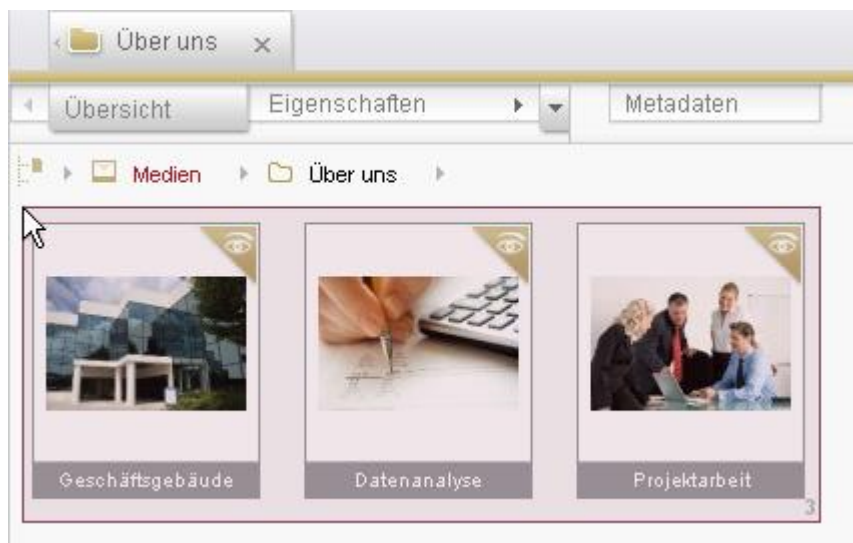 Über uns
Übersicht Eigenschaften Metadaten
Medien Über uns
Geschäftsgebäude Datenanalyse Projektarbeit
3